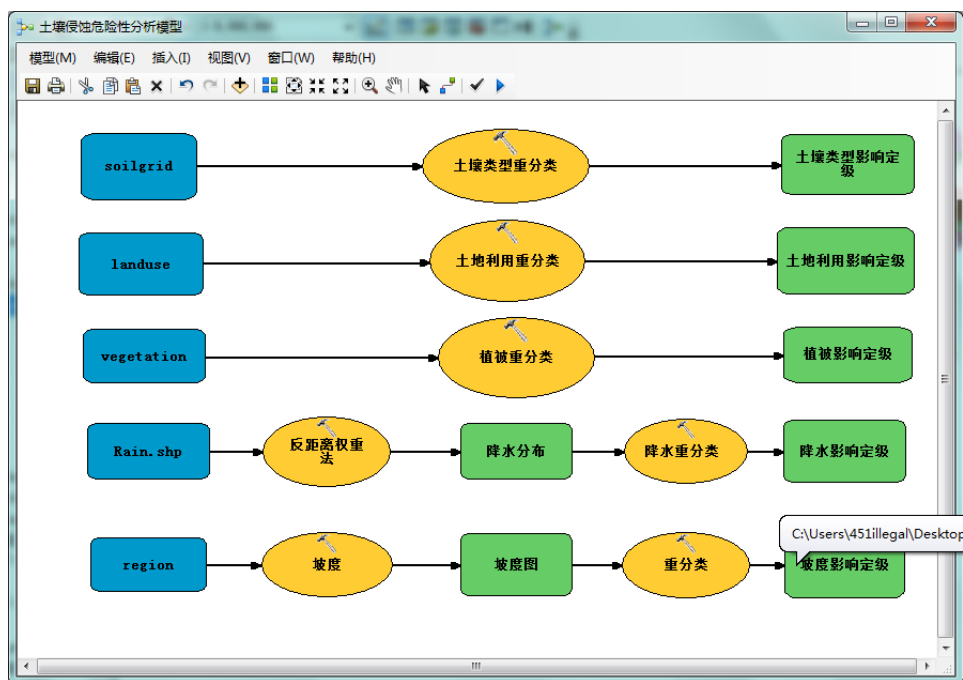 土壤侵蚀危险性分析模型
模型(M) 编辑(E) 插入(I) 视图(V) 窗口(W) 帮助(H)
soilgrid
土壤类型重分类
土壤类型影响定
级
landuse
土地利用重分类
土地利用影响定级
vegetation
植被重分类
植被影响定级
Rain.shp
反距离权重
法
降水分布
降水重分类
降水影响定级
C:\Users\451illegal\Desktop
region
坡度
坡度图
重分类
坡度影响定级